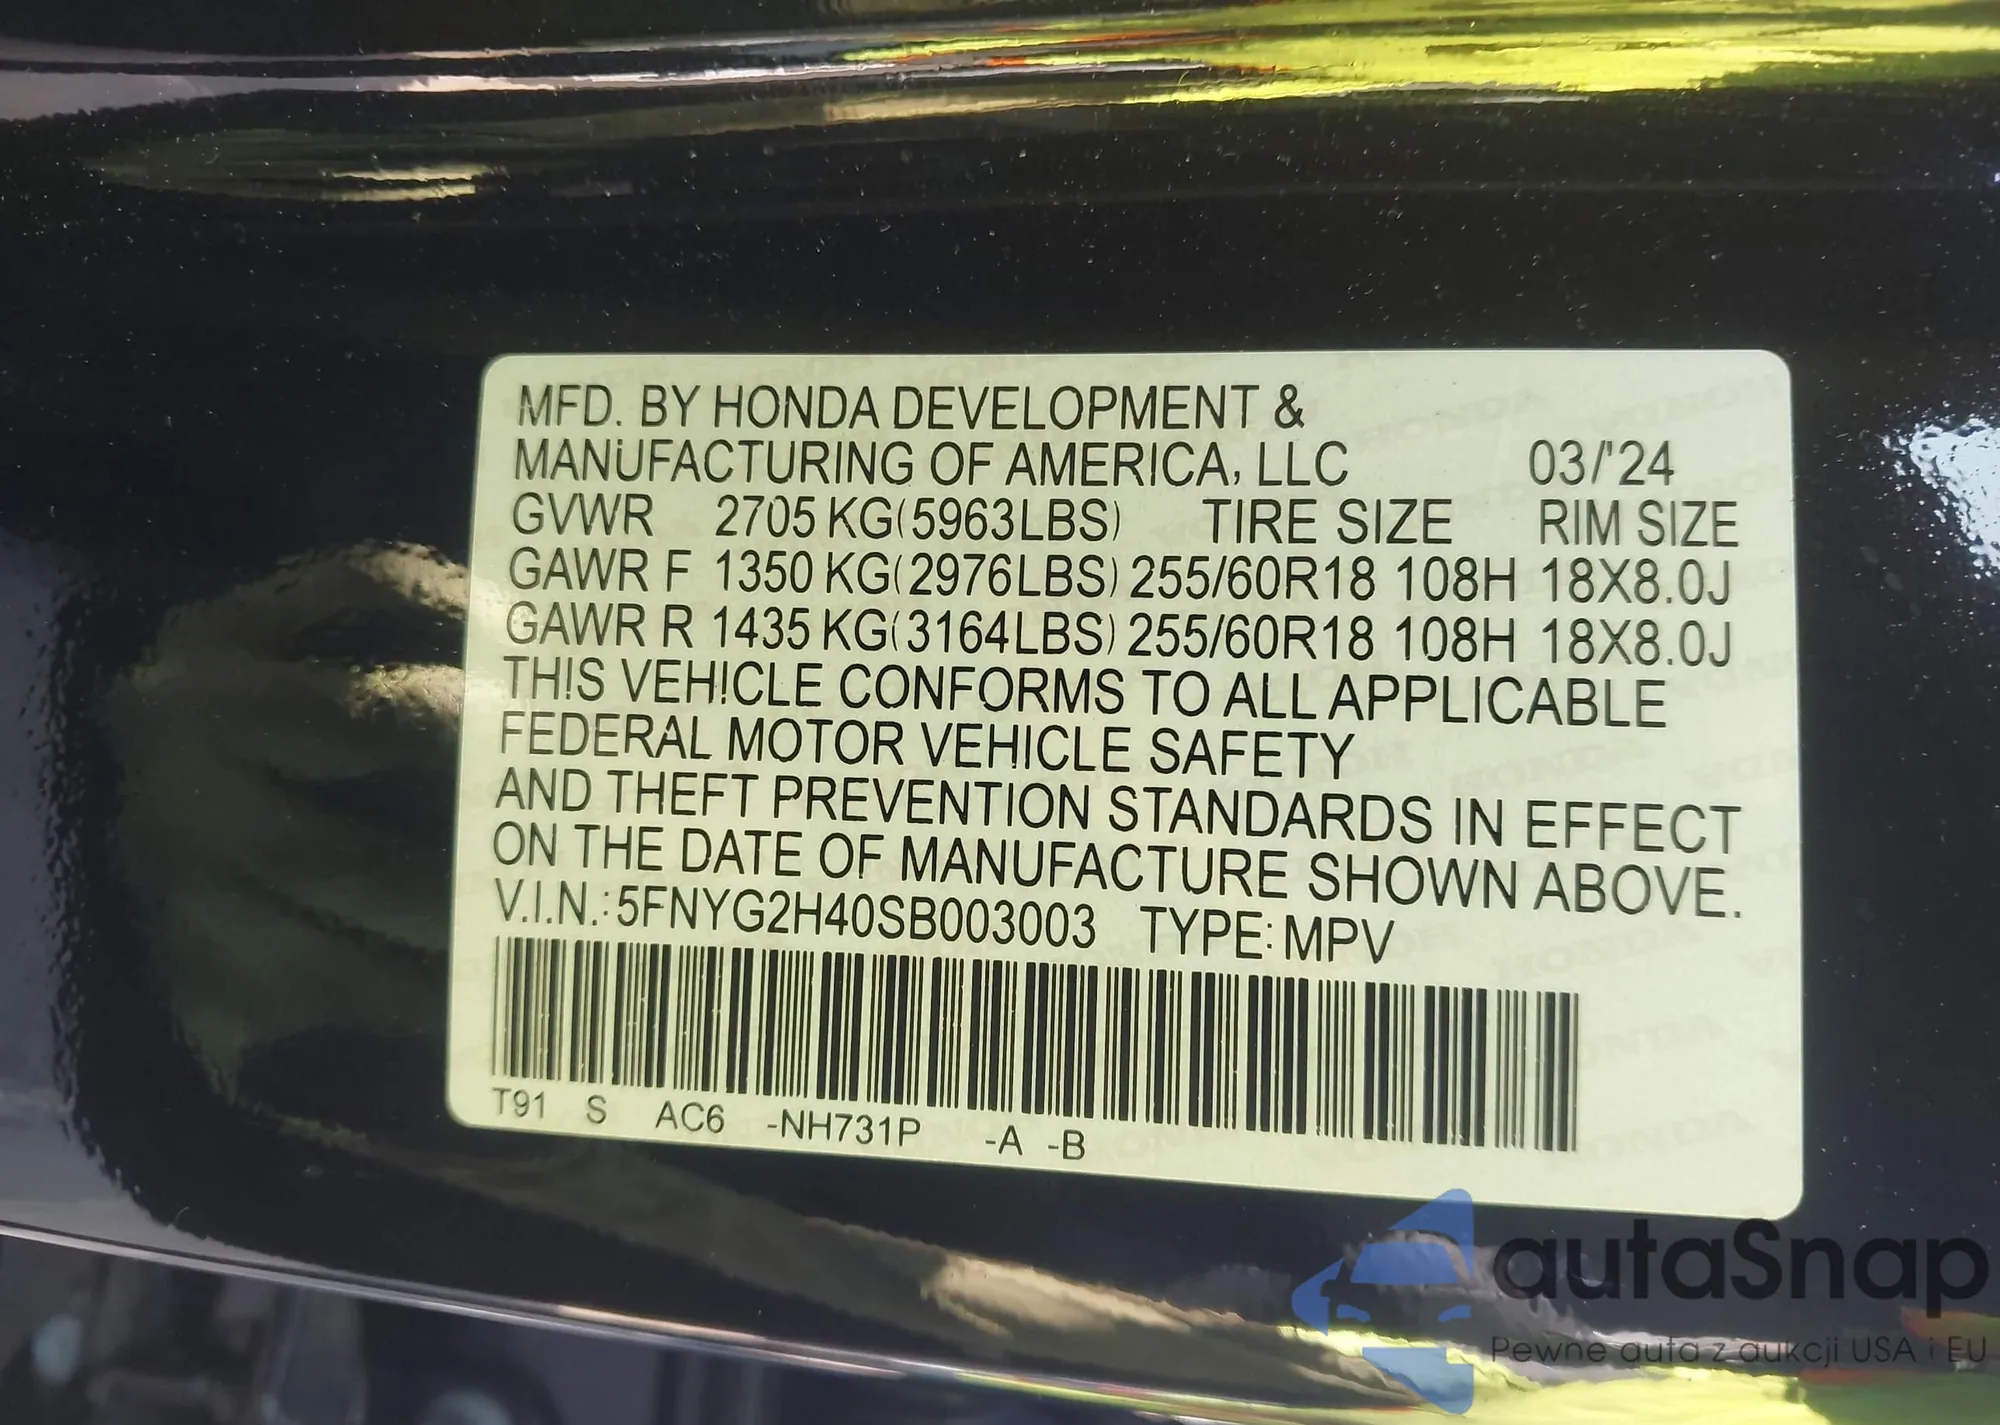 MFD. BY HONDA DEVELOPMENT &
MANUFACTURING OF AMERICA, LLC 03/'24
GVWR 2705 KG(5963LBS) TIRE SIZE RIM SIZE
GAWR F 1350 KG(2976LBS) 255/60R18 108H 18X8.0J
GAWR R 1435 KG(3164LBS) 255/60R18 108H 18X8.0J
THIS VEHICLE CONFORMS TO ALL APPLICABLE
FEDERAL MOTOR VEHICLE SAFETY
AND THEFT PREVENTION STANDARDS IN EFFECT
ON THE DATE OF MANUFACTURE SHOWN ABOVE.
V.I.N.: 5FNYG2H40SB003003 TYPE: MPV
T91 S AC6 -NH731P -A -B
autaSnap
Pewne auta z aukcji USA i EU